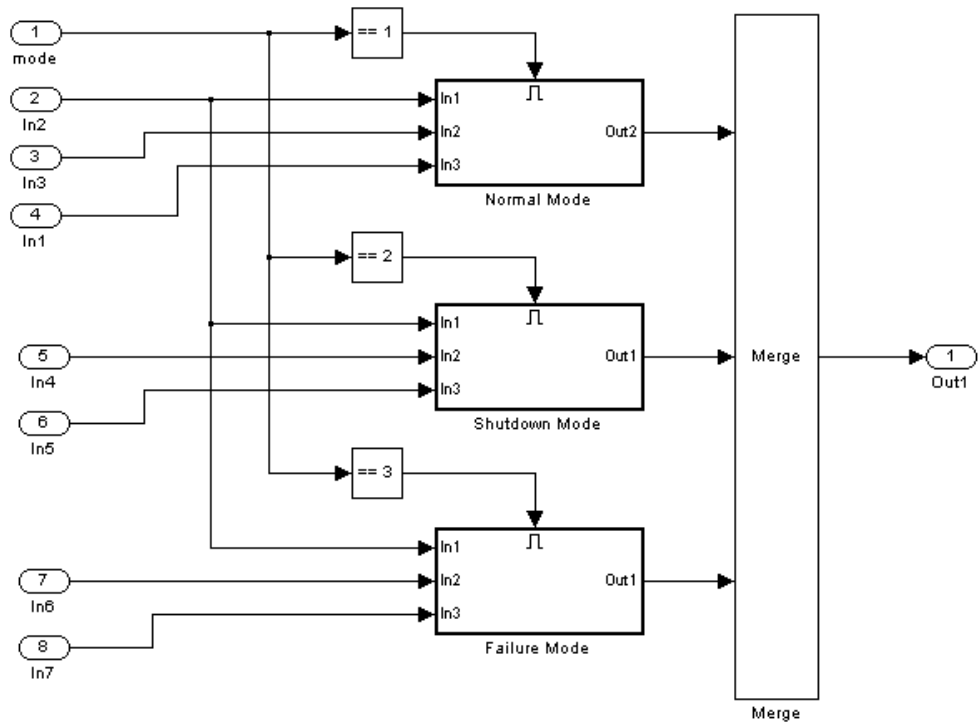 1
mode
== 1
2
In2
3
In3
4
In1
In1
In2
In3
Out2
Normal Mode
== 2
5
In4
6
In5
In1
In2
In3
Out1
Shutdown Mode
== 3
7
In6
8
In7
In1
In2
In3
Out1
Failure Mode
Merge
Merge
1
Out1